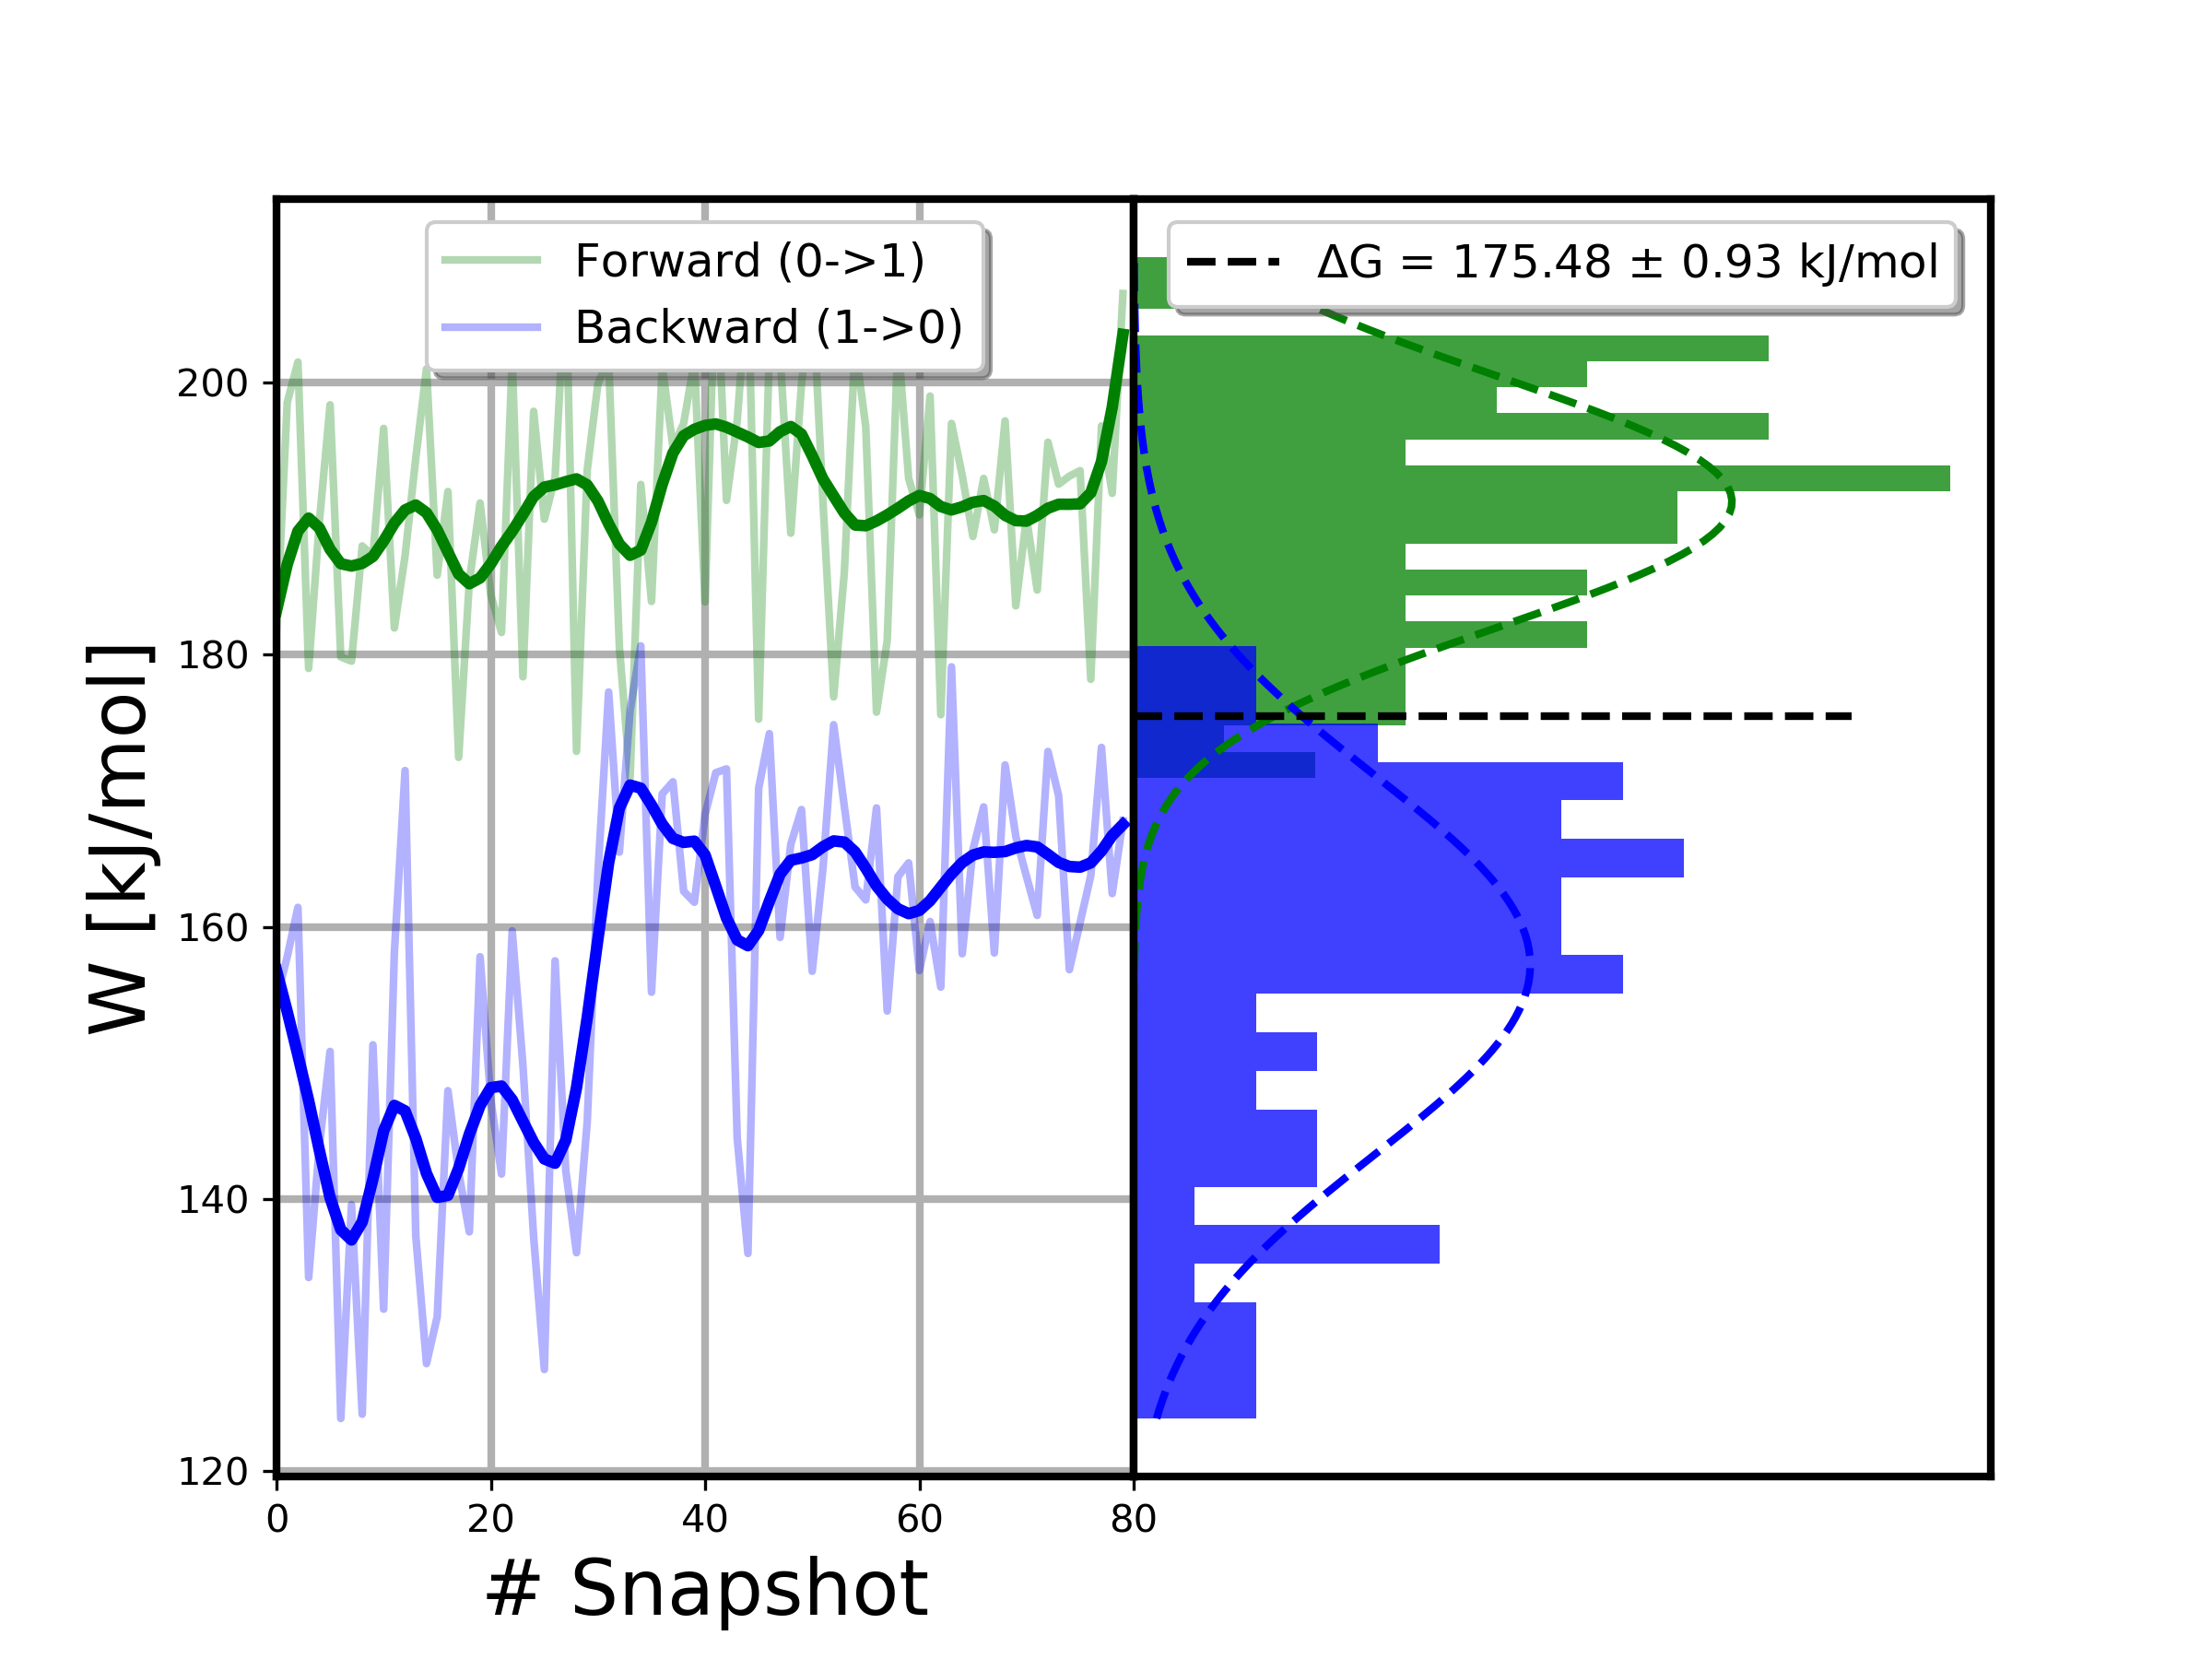 Forward (0->1)
Backward (1->0)
ΔG = 175.48 ± 0.93 kJ/mol
W [kJ/mol]
200
180
160
140
120
0 20 40 60 80
# Snapshot